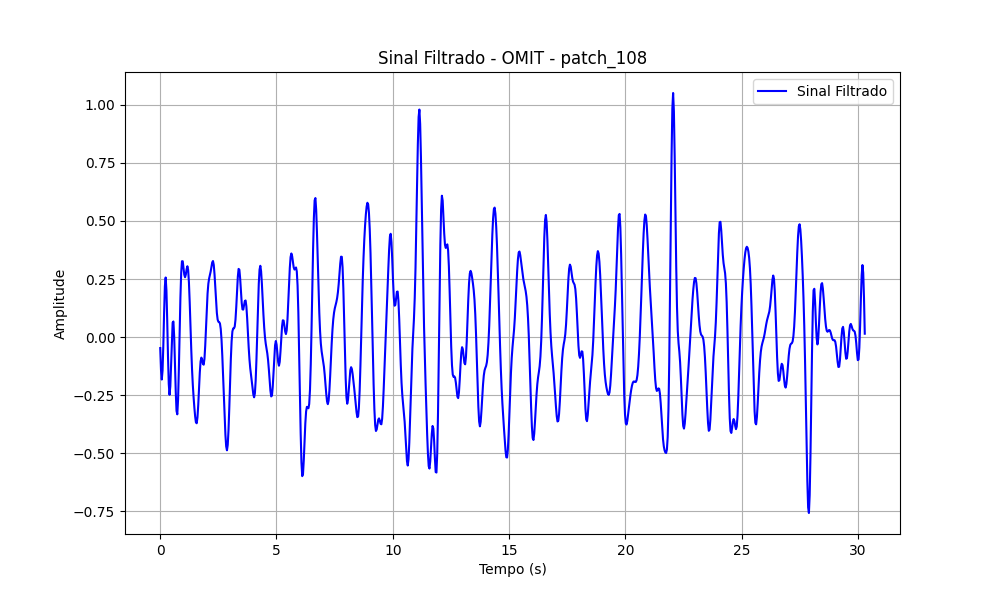 Sinal Filtrado - OMIT - patch_108
Sinal Filtrado
1.00
0.75
0.50
0.25
0.00
−0.25
−0.50
−0.75
Amplitude
0 5 10 15 20 25 30
Tempo (s)